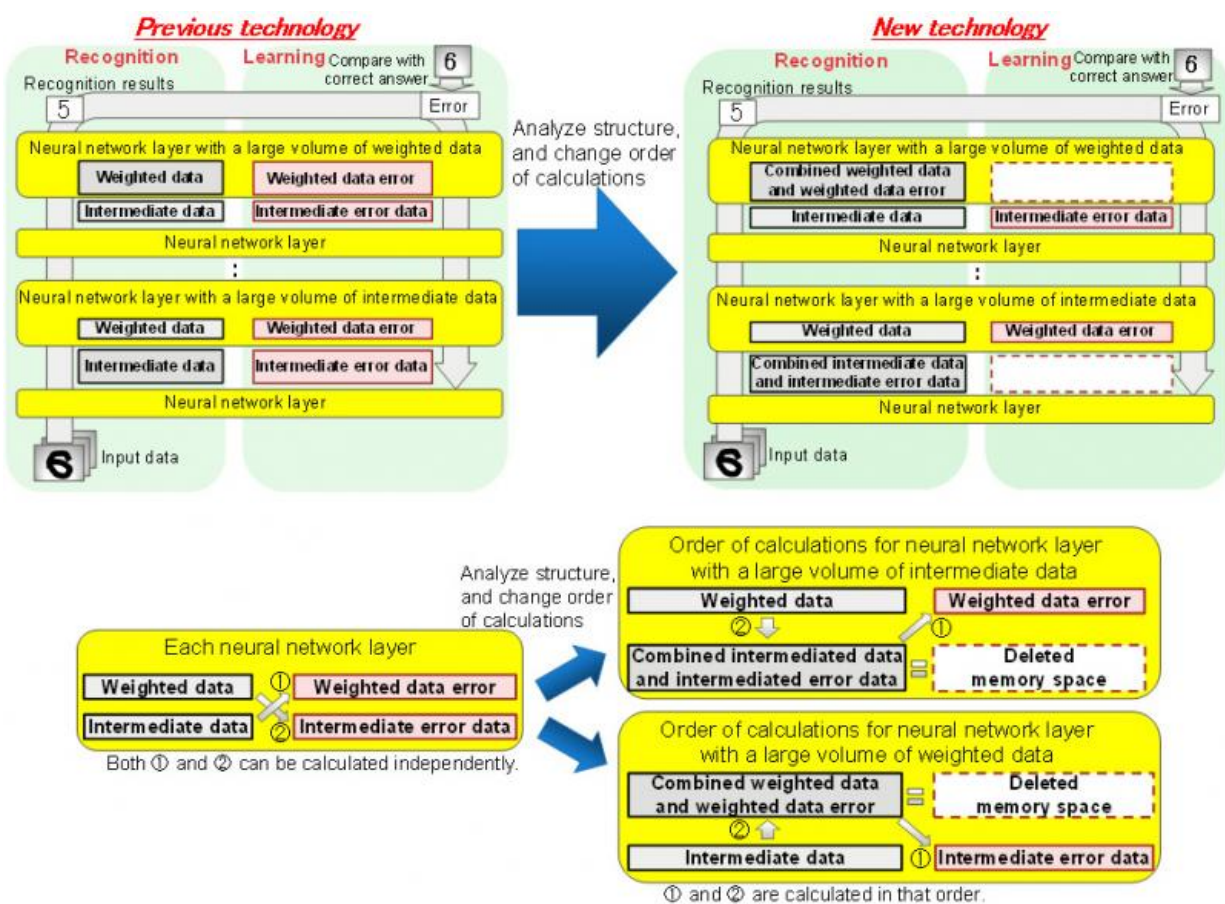 Previous technology
Recognition
Learning
Compare with
correct answer
6
Recognition results
5
Error
Neural network layer with a large volume of weighted data
Weighted data
Weighted data error
Intermediate data
Intermediate error data
Neural network layer
:
Neural network layer with a large volume of intermediate data
Weighted data
Weighted data error
Intermediate data
Intermediate error data
Neural network layer
6
Input data
Analyze structure,
and change order
of calculations
New technology
Recognition
Learning
Compare with
correct answer
6
Recognition results
5
Error
Neural network layer with a large volume of weighted data
Combined weighted data
and weighted data error
Intermediate data
Intermediate error data
Neural network layer
:
Neural network layer with a large volume of intermediate data
Weighted data
Weighted data error
Combined intermediate data
and intermediate error data
Neural network layer
6
Input data
Each neural network layer
Weighted data
①
Weighted data error
Intermediate data
②
Intermediate error data
Both ① and ② can be calculated independently.
Analyze structure,
and change order
of calculations
Order of calculations for neural network layer
with a large volume of intermediate data
Weighted data
Weighted data error
②
①
Combined intermediated data
and intermediated error data
=
Deleted
memory space
Order of calculations for neural network layer
with a large volume of weighted data
Combined weighted data
and weighted data error
=
Deleted
memory space
②
Intermediate data
①
Intermediate error data
① and ② are calculated in that order.